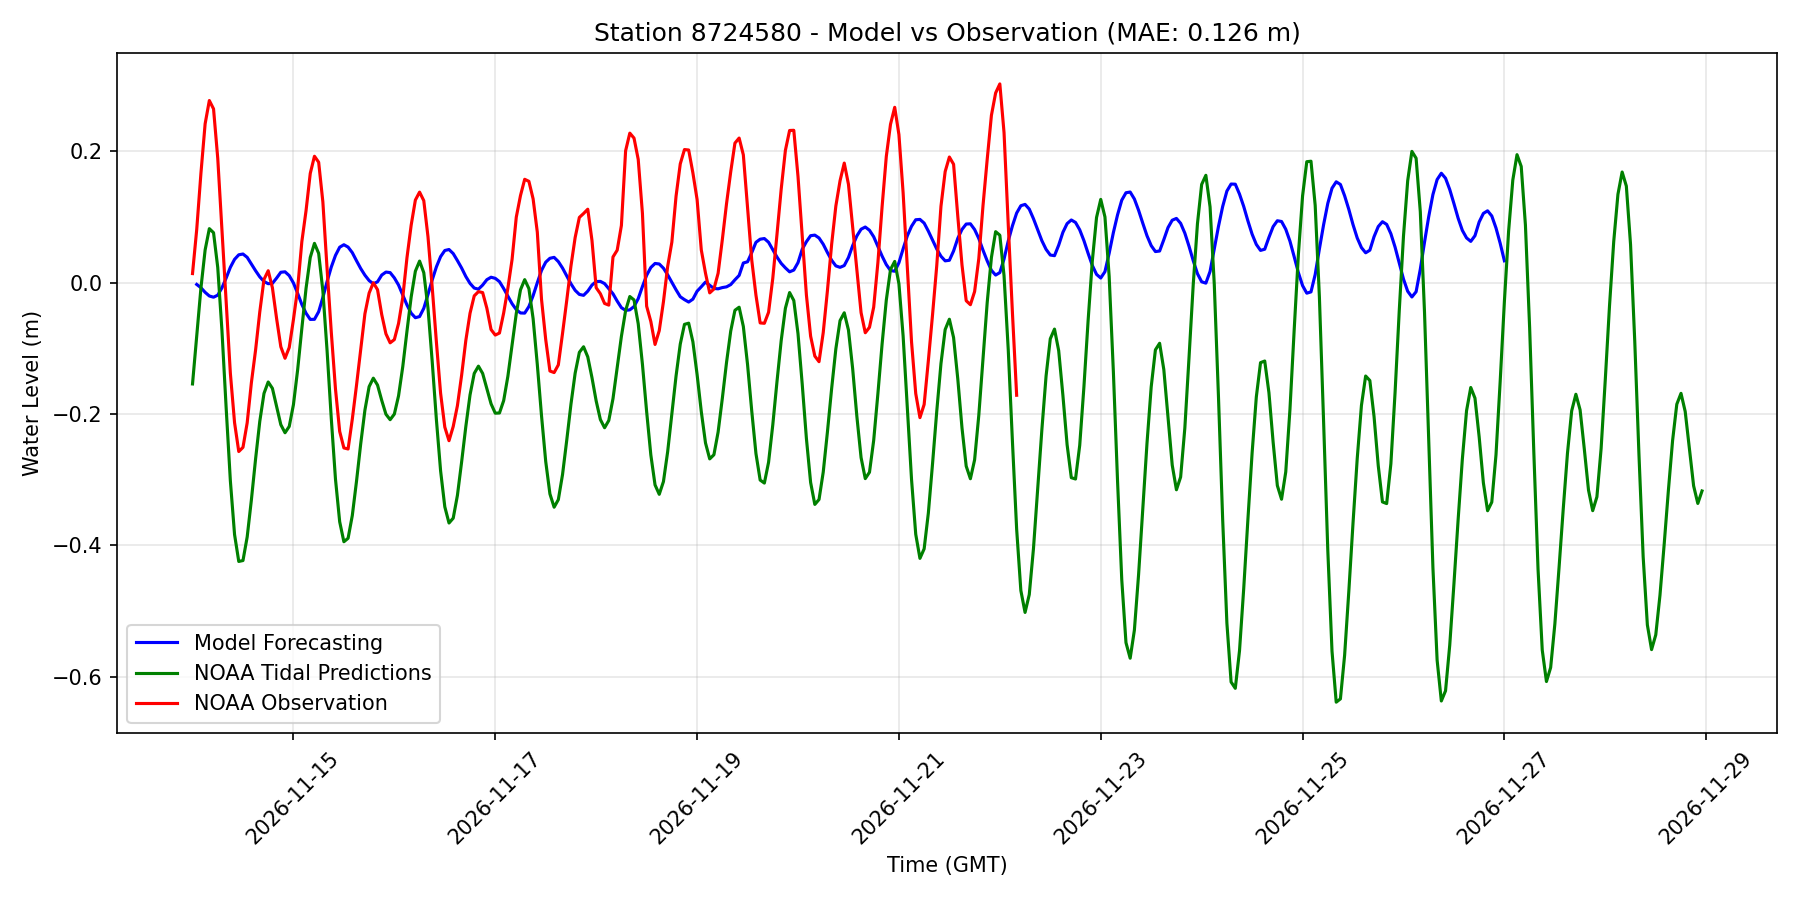 Station 8724580 - Model vs Observation (MAE: 0.126 m)
Water Level (m)
0.2
0.0
−0.2
−0.4
−0.6
Model Forecasting
NOAA Tidal Predictions
NOAA Observation
2026-11-15
2026-11-17
2026-11-19
2026-11-21
2026-11-23
2026-11-25
2026-11-27
2026-11-29
Time (GMT)